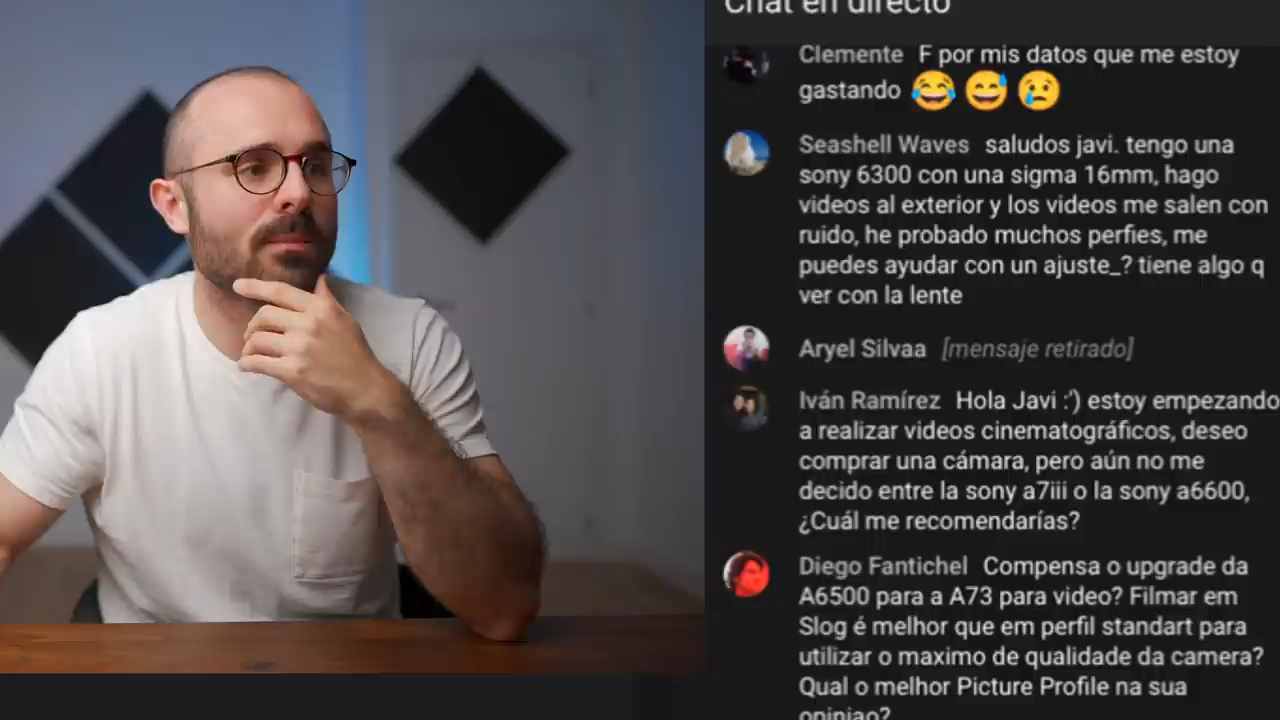 Chat en directo
Clemente F por mis datos que me estoy
gastando 😂 😅 😢
Seashell Waves saludos javi. tengo una
sony 6300 con una sigma 16mm, hago
videos al exterior y los videos me salen con
ruido, he probado muchos perfies, me
puedes ayudar con un ajuste_? tiene algo q
ver con la lente
Aryel Silvaa [mensaje retirado]
Iván Ramírez Hola Javi :') estoy empezando
a realizar videos cinematográficos, deseo
comprar una cámara, pero aún no me
decido entre la sony a7iii o la sony a6600,
¿Cuál me recomendarías?
Diego Fantichel Compensa o upgrade da
A6500 para a A73 para video? Filmar em
Slog é melhor que em perfil standart para
utilizar o maximo de qualidade da camera?
Qual o melhor Picture Profile na sua
opiniao?